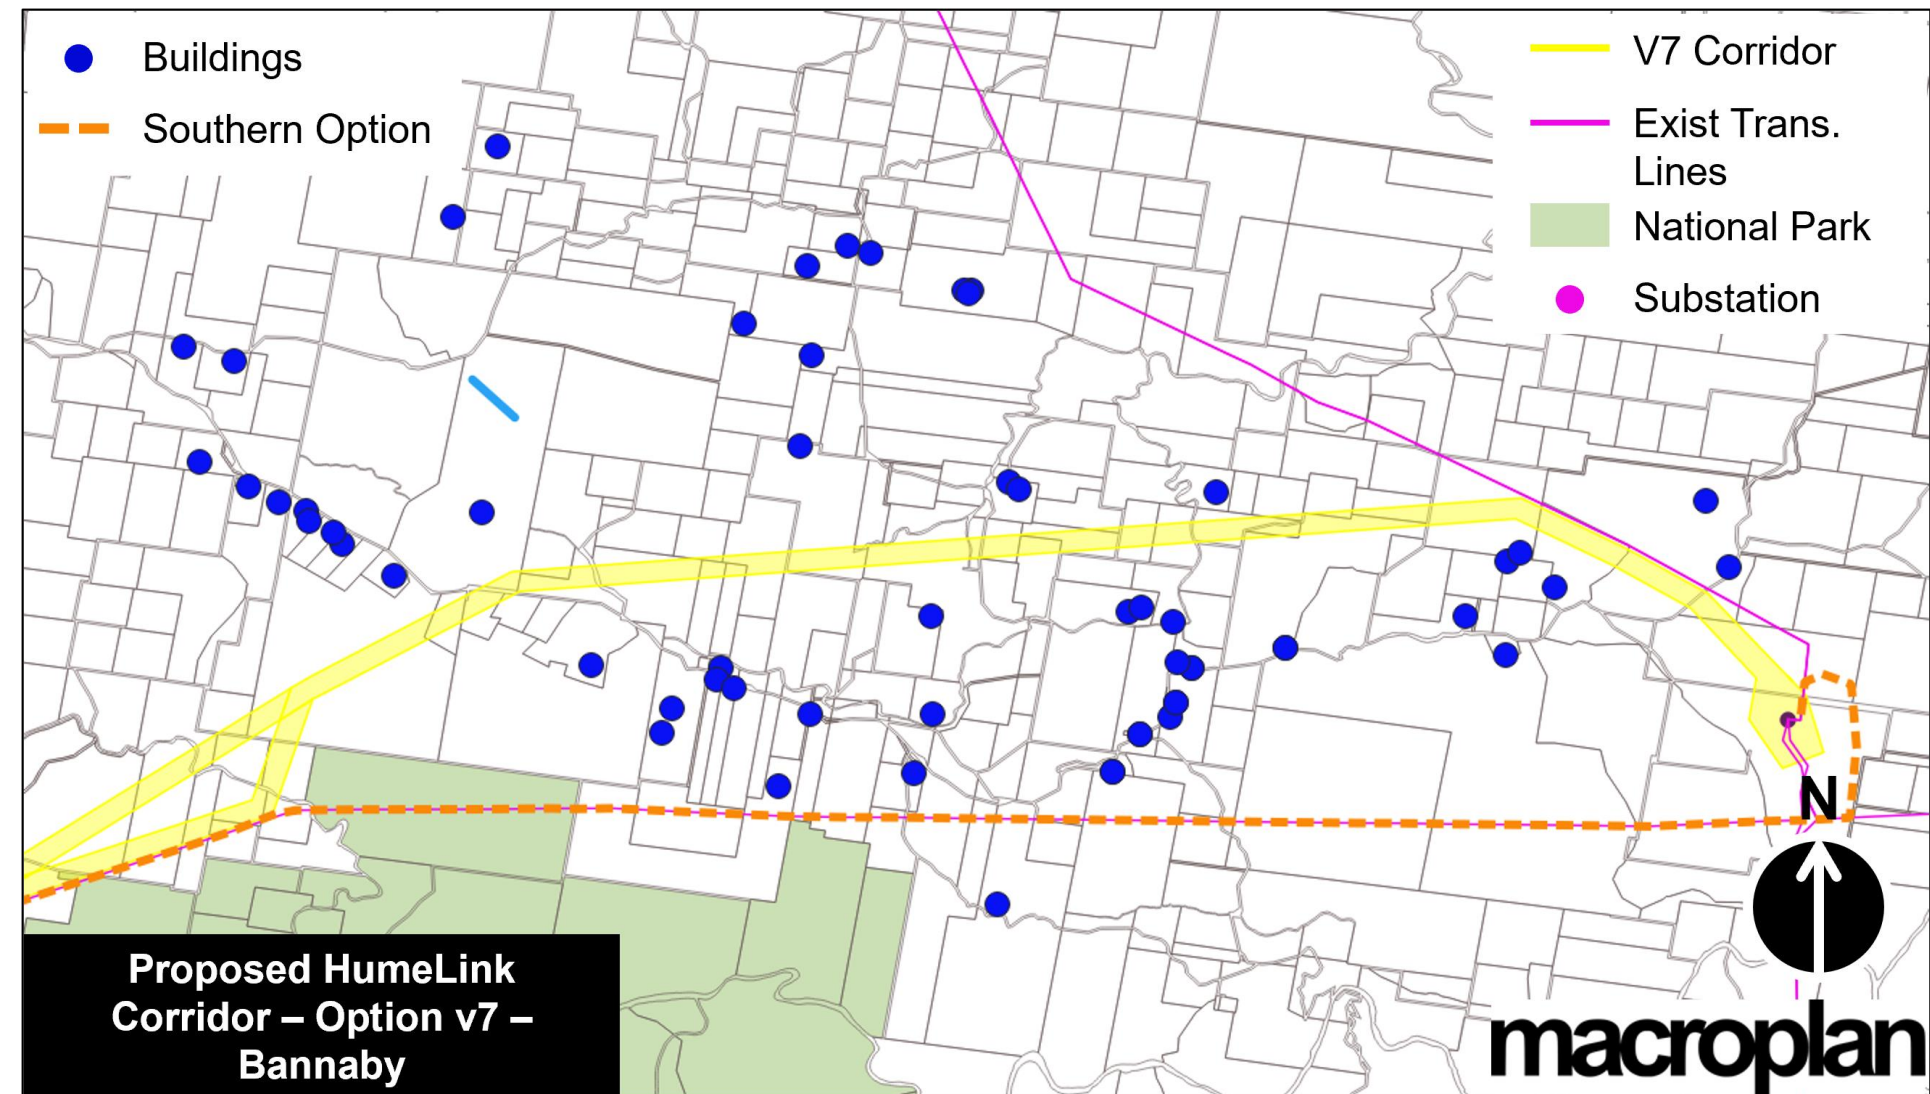 Buildings
Southern Option
V7 Corridor
Exist Trans.
Lines
National Park
Substation
N
Proposed HumeLink
Corridor – Option v7 –
Bannaby
macroplan